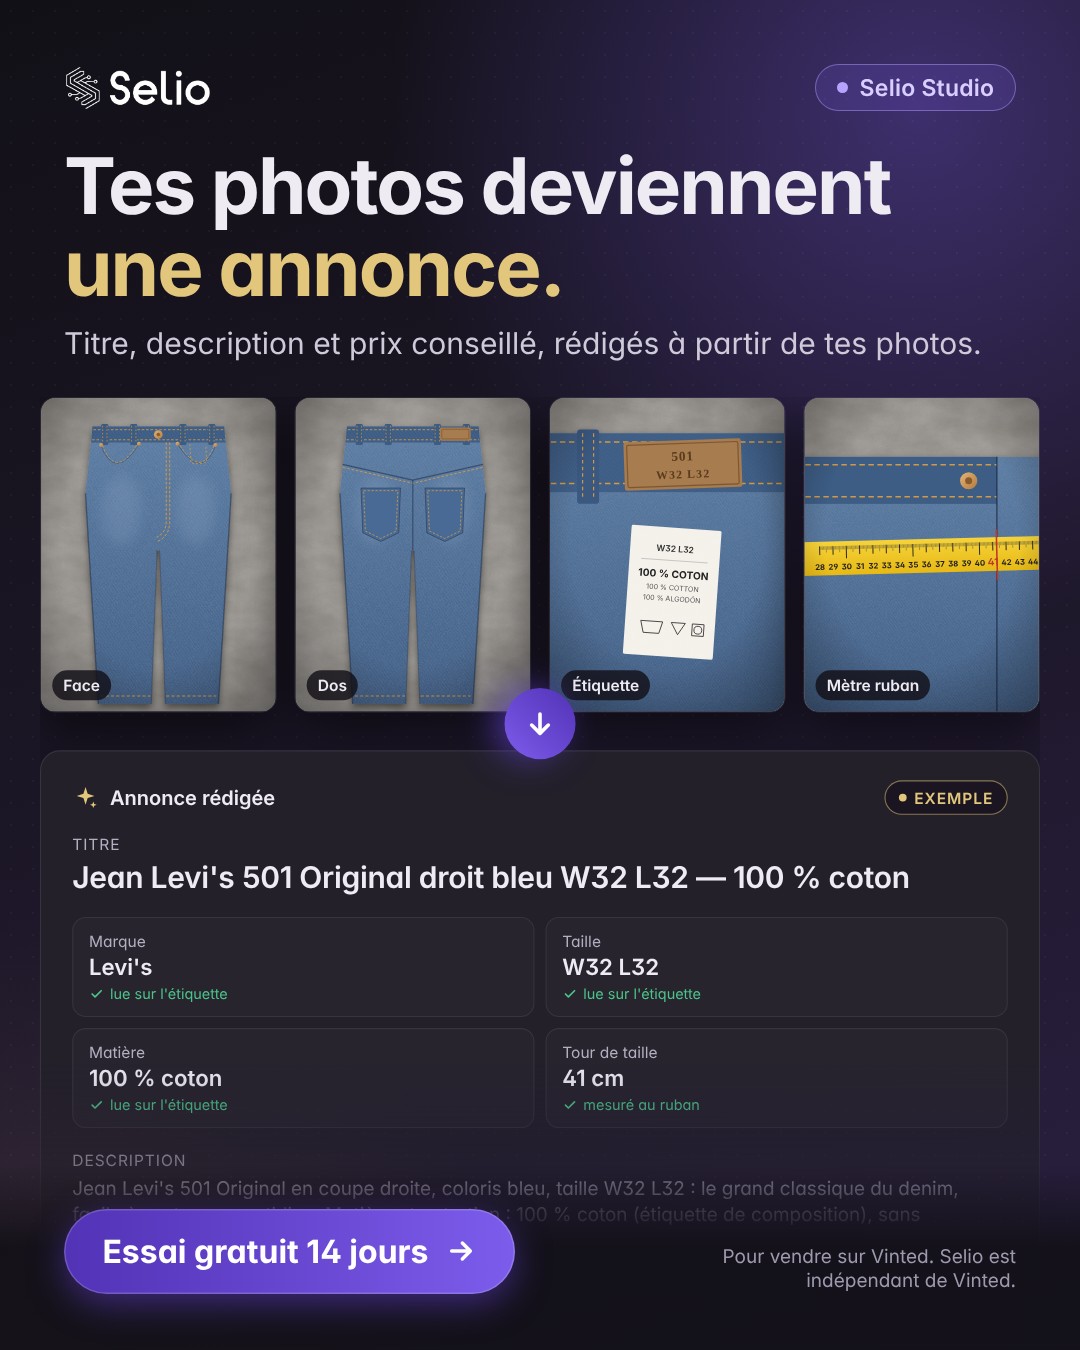 Selio
Selio Studio
Tes photos deviennent
une annonce.
Titre, description et prix conseillé, rédigés à partir de tes photos.
501
W32 L32
W32 L32
100 % COTON
100 % COTTON
100 % ALGODÓN
28 29 30 31 32 33 34 35 36 37 38 39 40 41 42 43 44
Face
Dos
Étiquette
Mètre ruban
Annonce rédigée
EXEMPLE
TITRE
Jean Levi's 501 Original droit bleu W32 L32 — 100 % coton
Marque
Levi's
lue sur l'étiquette
Taille
W32 L32
lue sur l'étiquette
Matière
100 % coton
lue sur l'étiquette
Tour de taille
41 cm
mesuré au ruban
DESCRIPTION
Jean Levi's 501 Original en coupe droite, coloris bleu, taille W32 L32 : le grand classique du denim,
: 100 % coton (étiquette de composition), sans
Essai gratuit 14 jours
Pour vendre sur Vinted. Selio est
indépendant de Vinted.